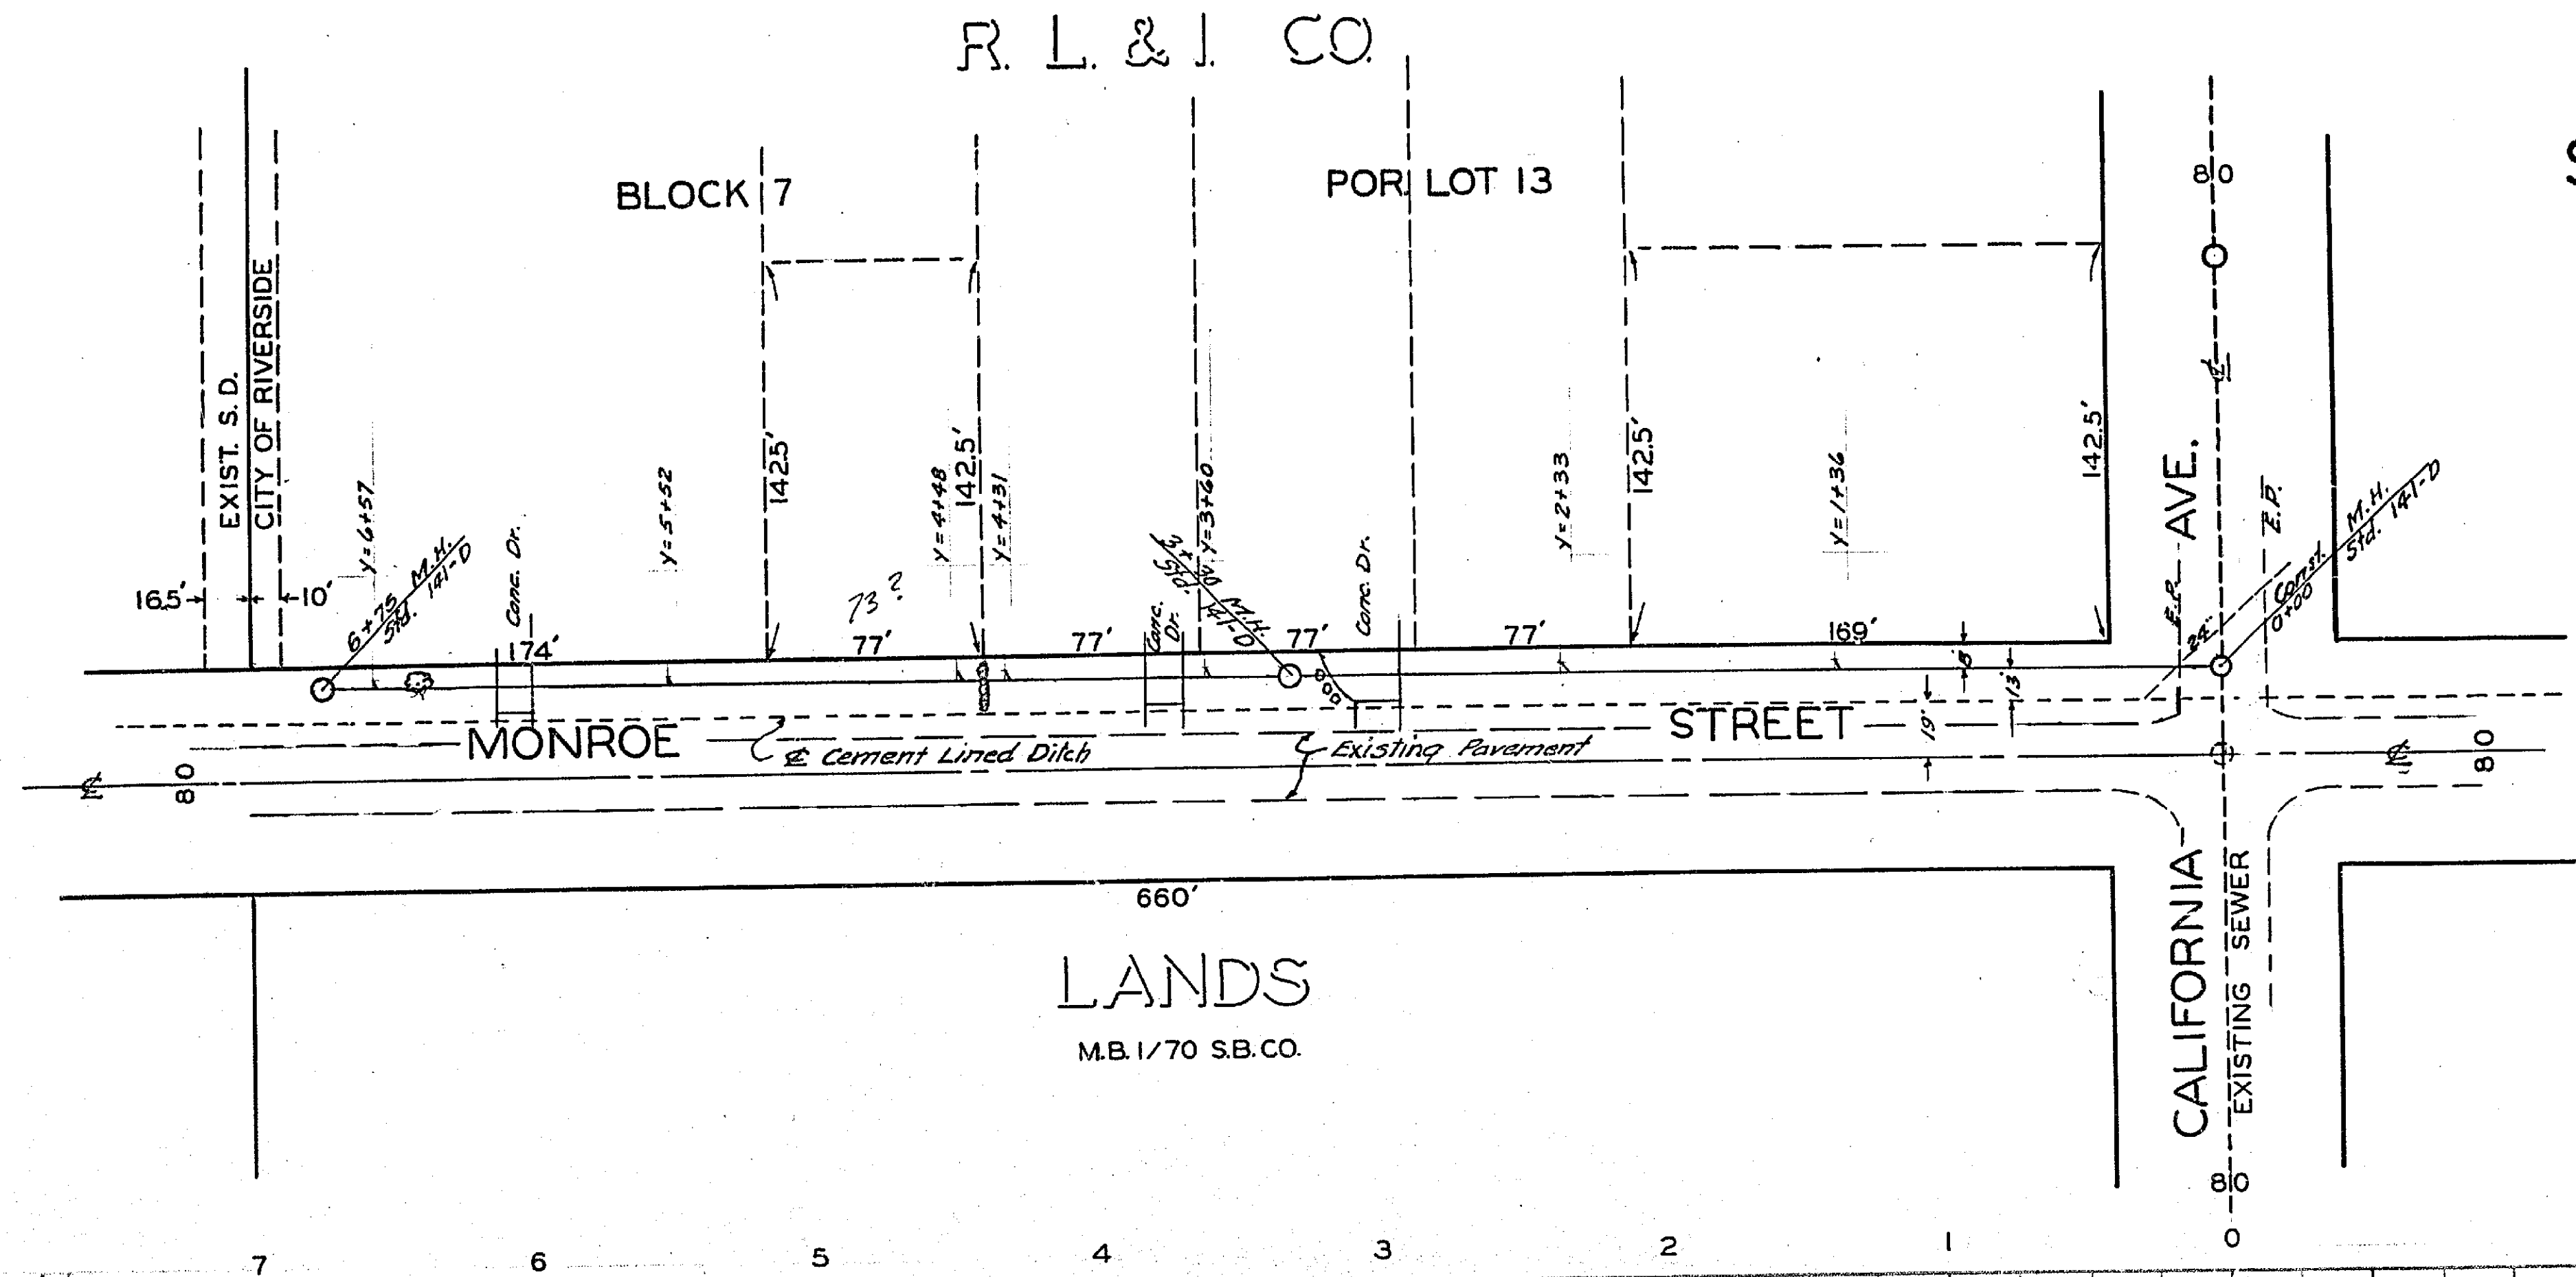 R. L. & I. CO.
BLOCK 7
POR. LOT 13
80
EXIST. S. D.
CITY OF RIVERSIDE
16.5'
10'
Y=6+57
6+75 M.H.
Std. 141-D
Y=5+52
Conc. Dr.
174'
142.5'
73?
77'
Y=4+48
142.5'
Y=4+31
77'
Conc.
Dr.
Y=3+60
M.H.
Std. 141-D
77'
Conc. Dr.
77'
Y=2+33
142.5'
Y=1+36
169'
142.5'
8'
13'
19'
E.P.
AVE.
E.P.
24"
Const. M.H.
0+00 Std. 141-D
MONROE STREET
℄ Cement Lined Ditch
Existing Pavement
℄
80
℄
80
660'
LANDS
M.B. 1/70 S.B. CO.
CALIFORNIA
EXISTING SEWER
80
7 6 5 4 3 2 1 0